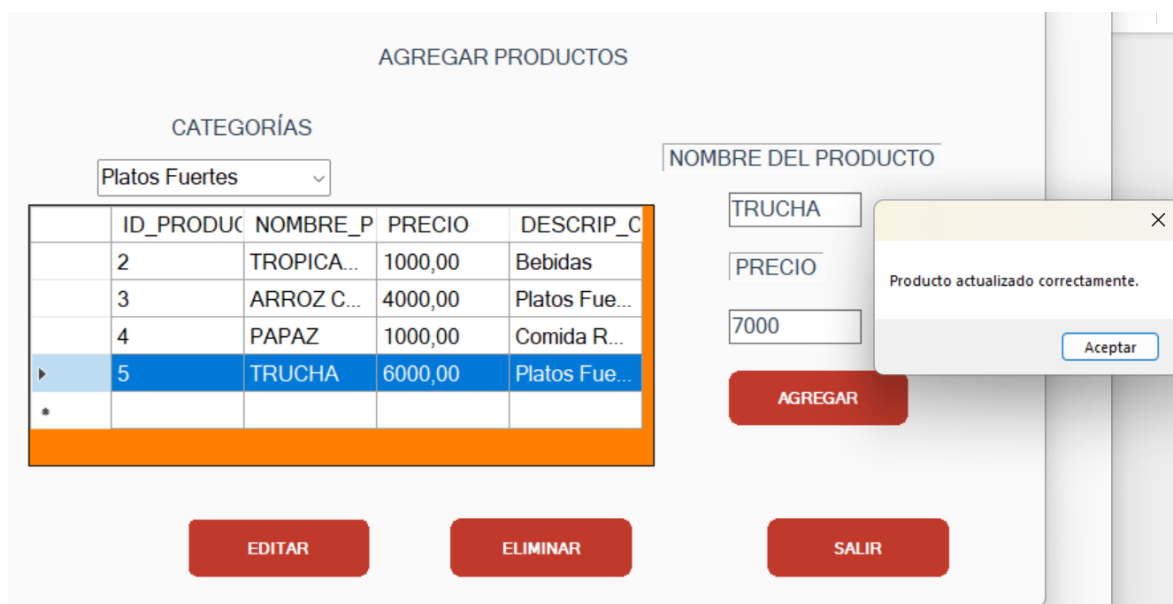 AGREGAR PRODUCTOS
CATEGORÍAS
Platos Fuertes
ID_PRODUC NOMBRE_P PRECIO DESCRIP_C
2 TROPICA... 1000,00 Bebidas
3 ARROZ C... 4000,00 Platos Fue...
4 PAPAZ 1000,00 Comida R...
5 TRUCHA 6000,00 Platos Fue...
NOMBRE DEL PRODUCTO
TRUCHA
PRECIO
7000
AGREGAR
Producto actualizado correctamente.
Aceptar
EDITAR ELIMINAR SALIR